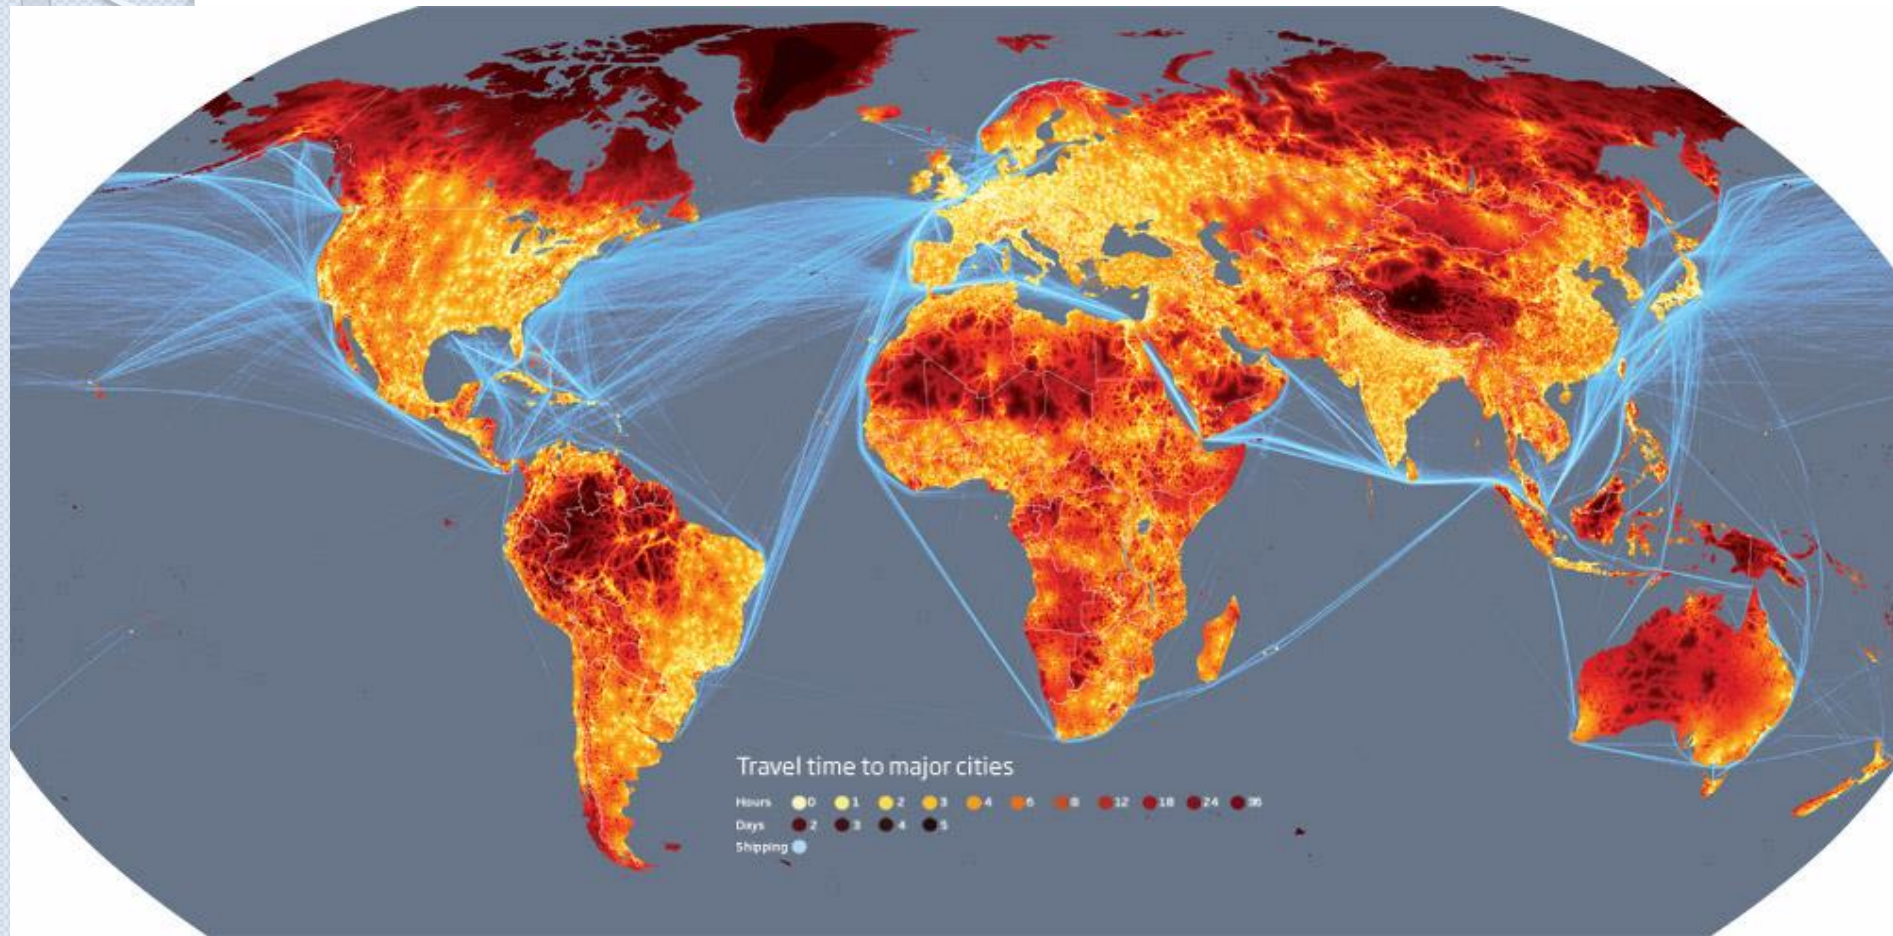 Travel time to major cities
Hours 0 1 2 3 4 6 8 12 18 24 36
Days 2 3 4 5
Shipping